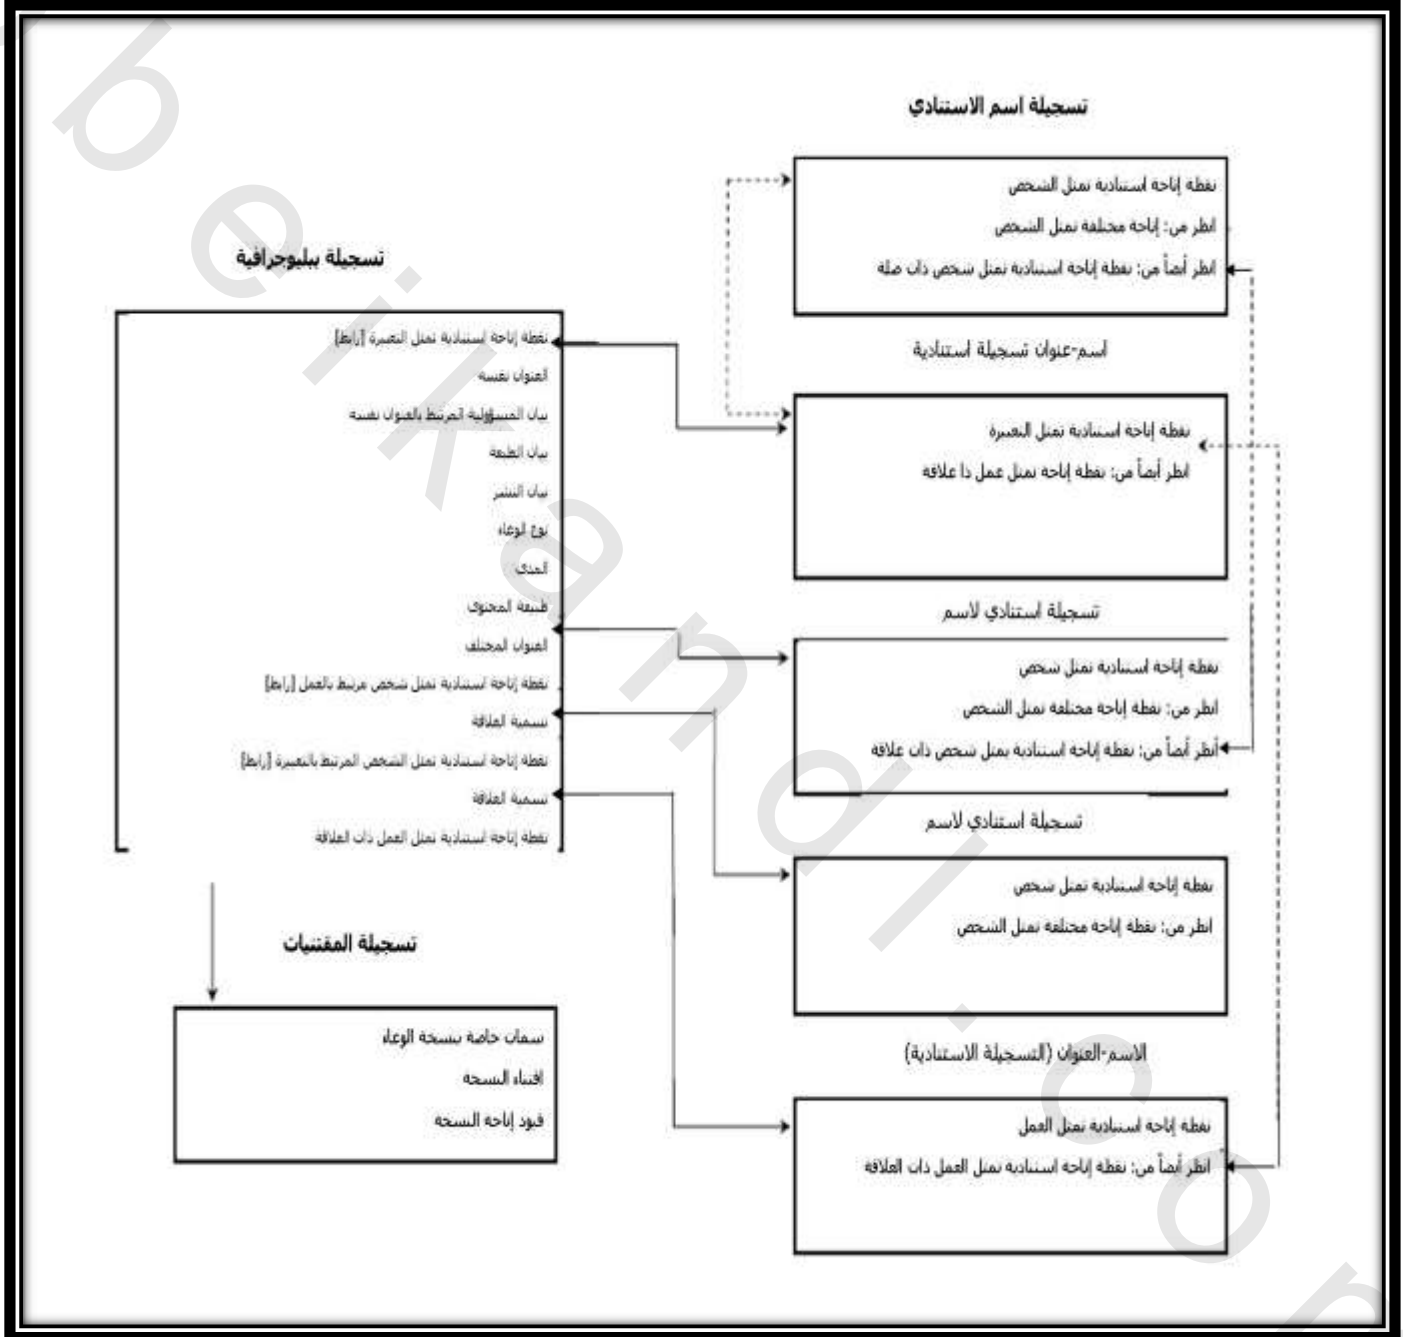 تسجيلة اسم الاستنادي
نقطة إتاحة استنادية تمثل الشخص
انظر من: إتاحة مختلفة تمثل الشخص
انظر أيضاً من: نقطة إتاحة استنادية تمثل شخص ذات صلة
اسم-عنوان تسجيلة استنادية
نقطة إتاحة استنادية تمثل التعبيرة
انظر أيضاً من: نقطة إتاحة تمثل عمل ذا علاقة
تسجيلة استنادي لاسم
نقطة إتاحة استنادية تمثل شخص
انظر من: نقطة إتاحة مختلفة تمثل الشخص
أنظر أيضاً من: نقطة إتاحة استنادية تمثل شخص ذات علاقة
تسجيلة استنادي لاسم
نقطة إتاحة استنادية تمثل شخص
انظر من: نقطة إتاحة مختلفة تمثل الشخص
الاسم-العنوان (التسجيلة الاستنادية)
نقطة إتاحة استنادية تمثل العمل
انظر أيضاً من: نقطة إتاحة استنادية تمثل العمل ذات العلاقة
تسجيلة ببليوجرافية
نقطة إتاحة استنادية تمثل التعبيرة [رابط]
العنوان نفسة
بيان المسؤولية المرتبط بالعنوان نفسة
بيان الطبعة
بيان النشر
نوع الوعاء
المدى
طبيعة المحتوى
العنوان المختلف
نقطة إتاحة استنادية تمثل شخص مرتبط بالعمل [رابط]
تسمية العلاقة
نقطة إتاحة استنادية تمثل الشخص المرتبط بالتعبيرة [رابط]
تسمية العلاقة
نقطة إتاحة استنادية تمثل العمل ذات العلاقة
تسجيلة المقتنيات
سمات خاصة بنسخة الوعاء
اقتناء النسخة
قيود إتاحة النسخة
beikandl.com